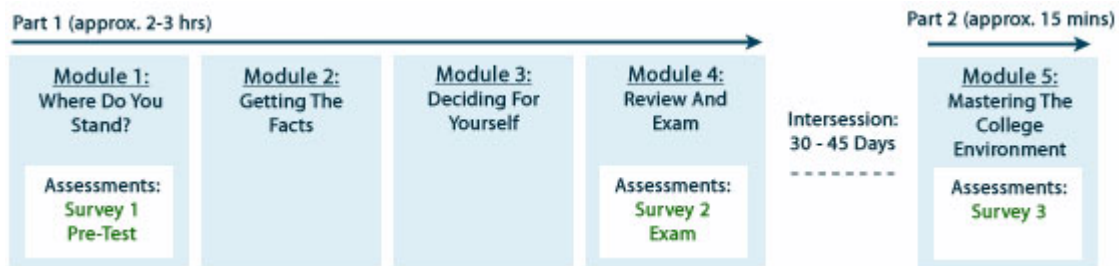 Part 1 (approx. 2-3 hrs)
Part 2 (approx. 15 mins)
Module 1:
Where Do You
Stand?
Assessments:
Survey 1
Pre-Test
Module 2:
Getting The
Facts
Module 3:
Deciding For
Yourself
Module 4:
Review And
Exam
Assessments:
Survey 2
Exam
Intersession:
30 - 45 Days
Module 5:
Mastering The
College
Environment
Assessments:
Survey 3